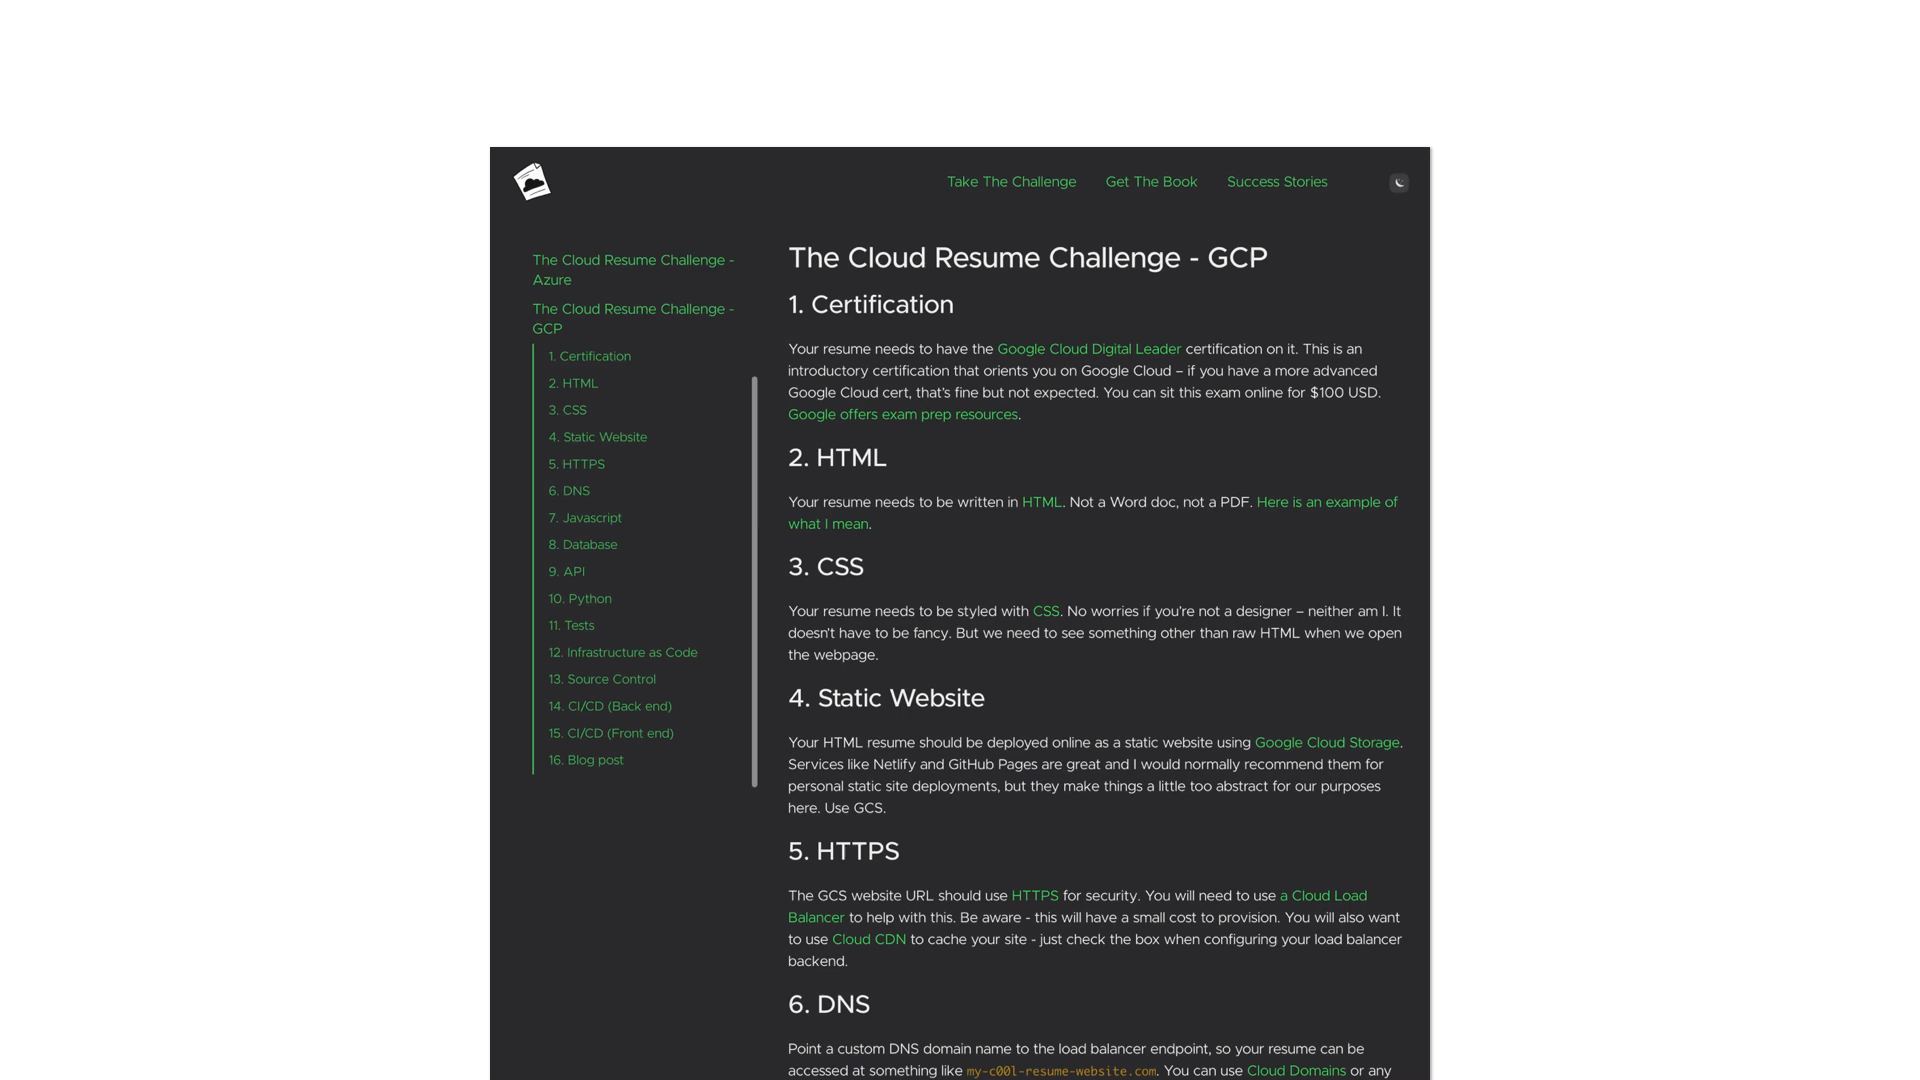 Take The Challenge
Get The Book
Success Stories
The Cloud Resume Challenge -
Azure
The Cloud Resume Challenge -
GCP
1. Certification
2. HTML
3. CSS
4. Static Website
5. HTTPS
6. DNS
7. Javascript
8. Database
9. API
10. Python
11. Tests
12. Infrastructure as Code
13. Source Control
14. CI/CD (Back end)
15. CI/CD (Front end)
16. Blog post
The Cloud Resume Challenge - GCP
1. Certification
Your resume needs to have the Google Cloud Digital Leader certification on it. This is an
introductory certification that orients you on Google Cloud – if you have a more advanced
Google Cloud cert, that's fine but not expected. You can sit this exam online for $100 USD.
Google offers exam prep resources.
2. HTML
Your resume needs to be written in HTML. Not a Word doc, not a PDF. Here is an example of
what I mean.
3. CSS
Your resume needs to be styled with CSS. No worries if you're not a designer – neither am I. It
doesn't have to be fancy. But we need to see something other than raw HTML when we open
the webpage.
4. Static Website
Your HTML resume should be deployed online as a static website using Google Cloud Storage.
Services like Netlify and GitHub Pages are great and I would normally recommend them for
personal static site deployments, but they make things a little too abstract for our purposes
here. Use GCS.
5. HTTPS
The GCS website URL should use HTTPS for security. You will need to use a Cloud Load
Balancer to help with this. Be aware - this will have a small cost to provision. You will also want
to use Cloud CDN to cache your site - just check the box when configuring your load balancer
backend.
6. DNS
Point a custom DNS domain name to the load balancer endpoint, so your resume can be
accessed at something like my-c00l-resume-website.com. You can use Cloud Domains or any